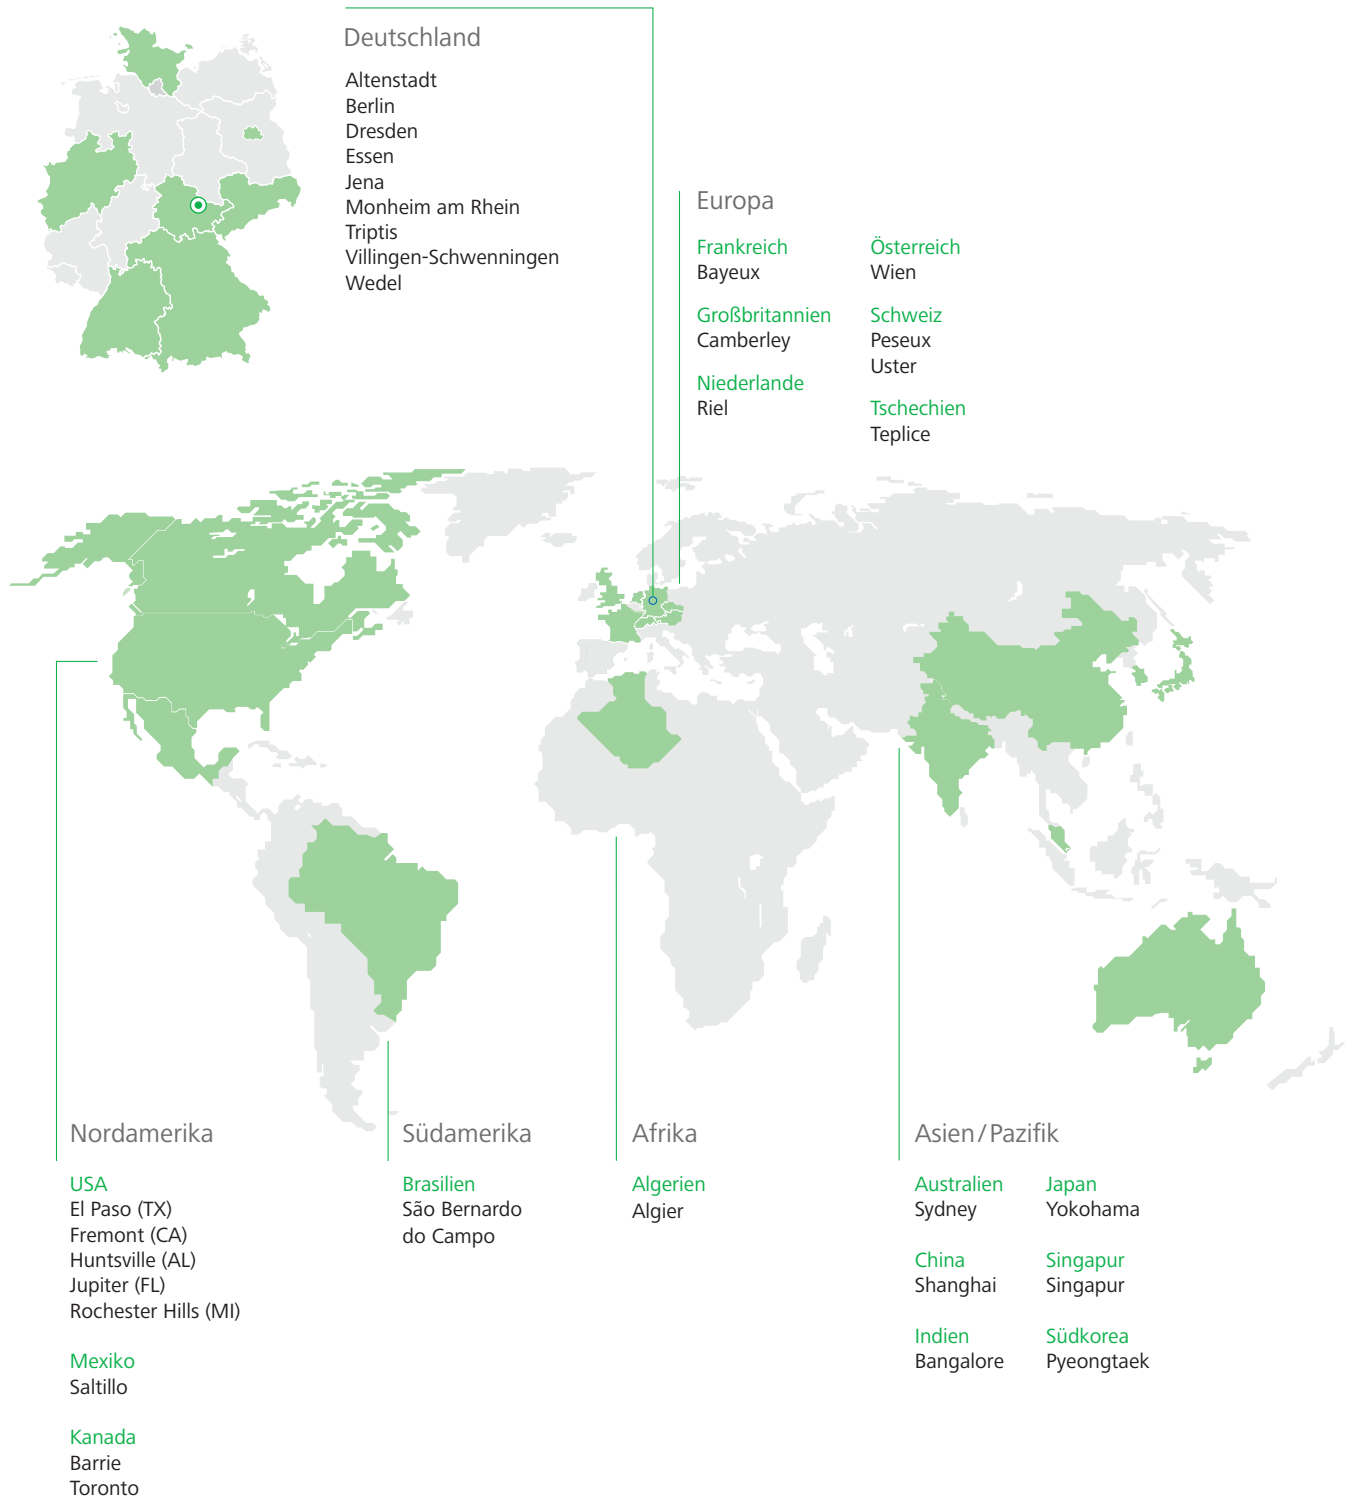 Deutschland
Altenstadt
Berlin
Dresden
Essen
Jena
Monheim am Rhein
Triptis
Villingen-Schwenningen
Wedel
Europa
Frankreich
Bayeux
Großbritannien
Camberley
Niederlande
Riel
Österreich
Wien
Schweiz
Peseux
Uster
Tschechien
Teplice
Nordamerika
USA
El Paso (TX)
Fremont (CA)
Huntsville (AL)
Jupiter (FL)
Rochester Hills (MI)
Mexiko
Saltillo
Kanada
Barrie
Toronto
Südamerika
Brasilien
São Bernardo
do Campo
Afrika
Algerien
Algier
Asien/Pazifik
Australien
Sydney
China
Shanghai
Indien
Bangalore
Japan
Yokohama
Singapur
Singapur
Südkorea
Pyeongtaek